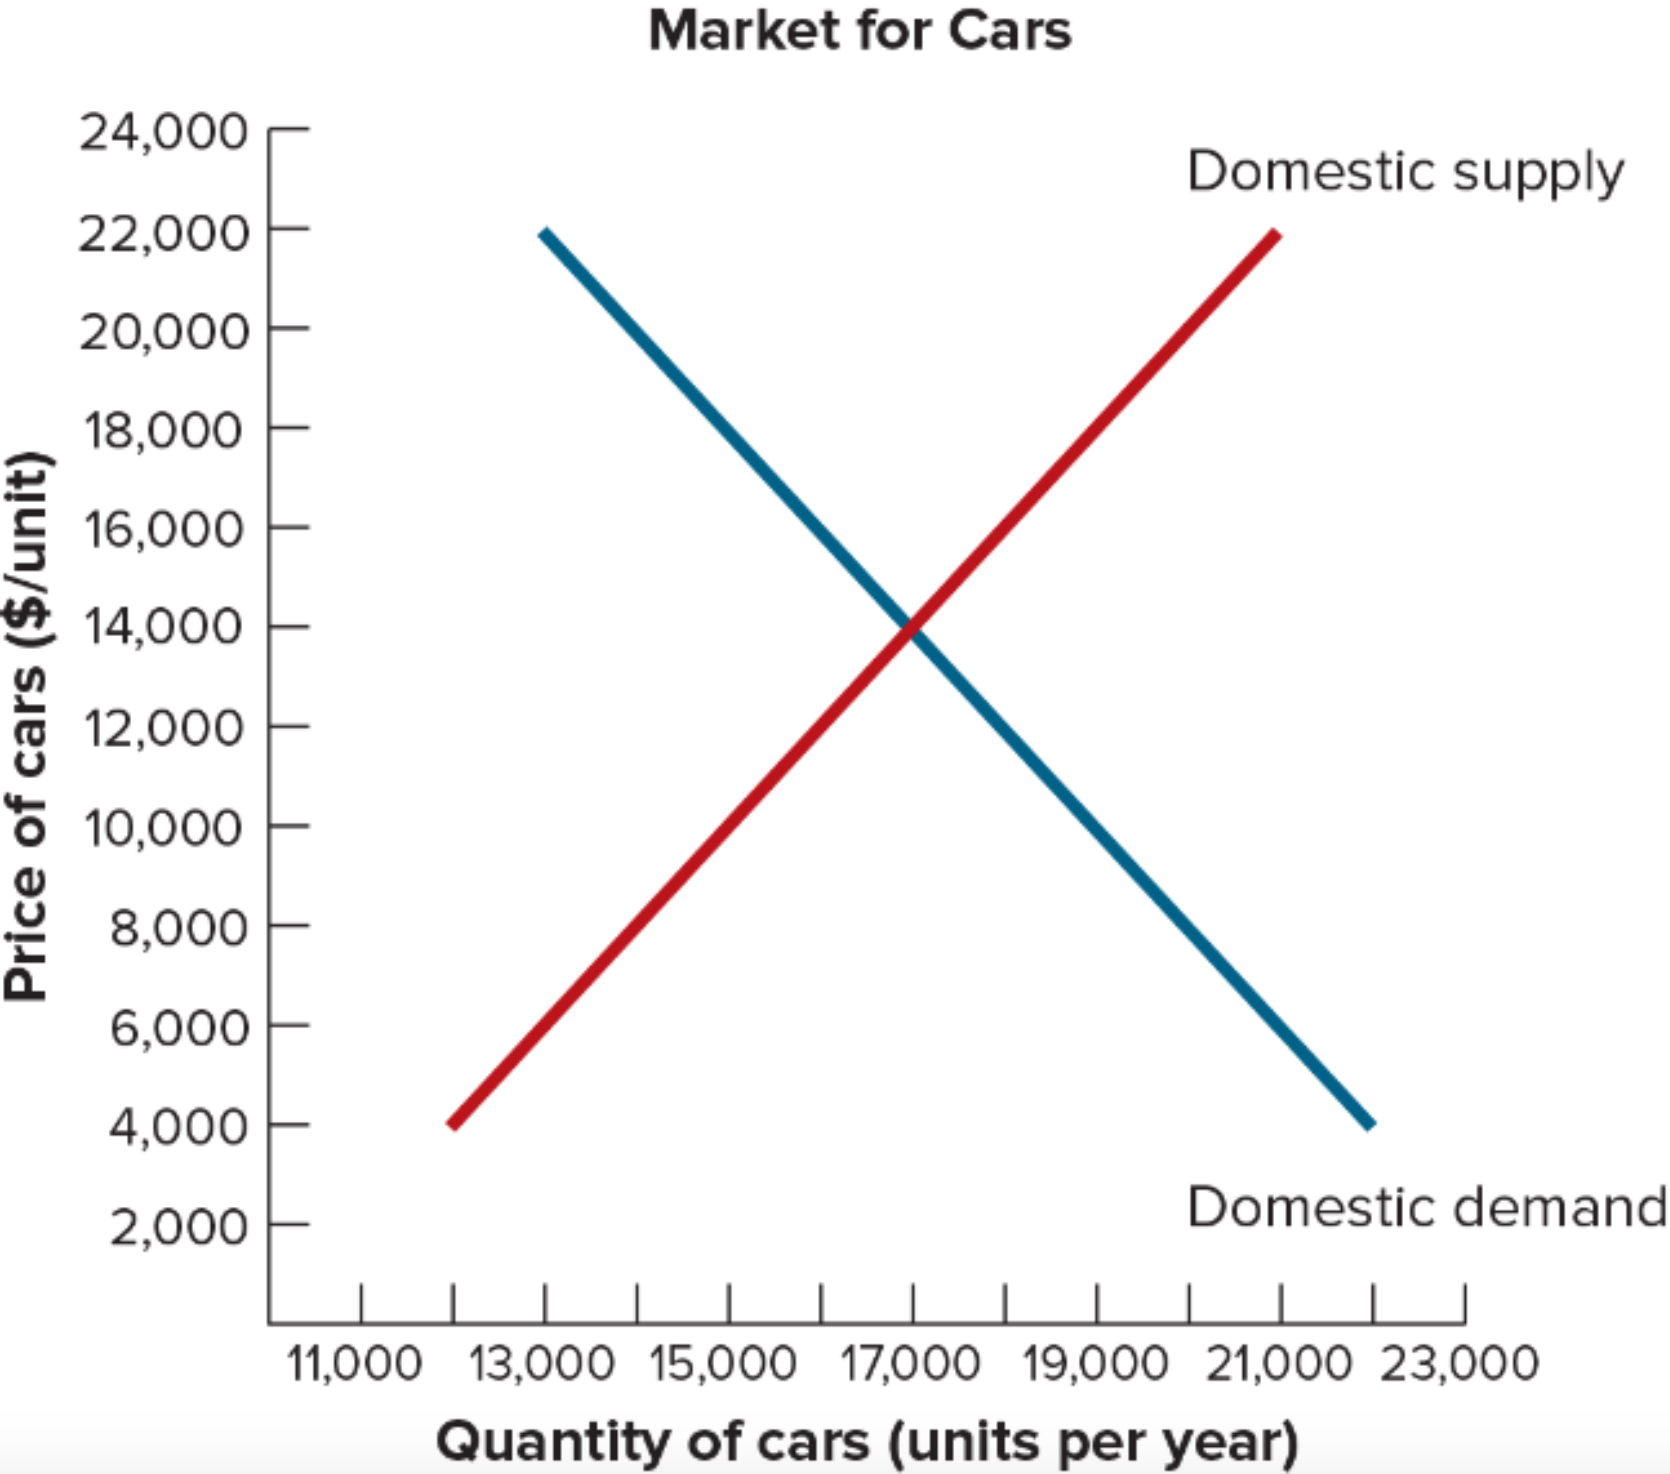 Market for Cars
Price of cars ($/unit)
24,000
22,000
20,000
18,000
16,000
14,000
12,000
10,000
8,000
6,000
4,000
2,000
Domestic supply
Domestic demand
11,000 13,000 15,000 17,000 19,000 21,000 23,000
Quantity of cars (units per year)